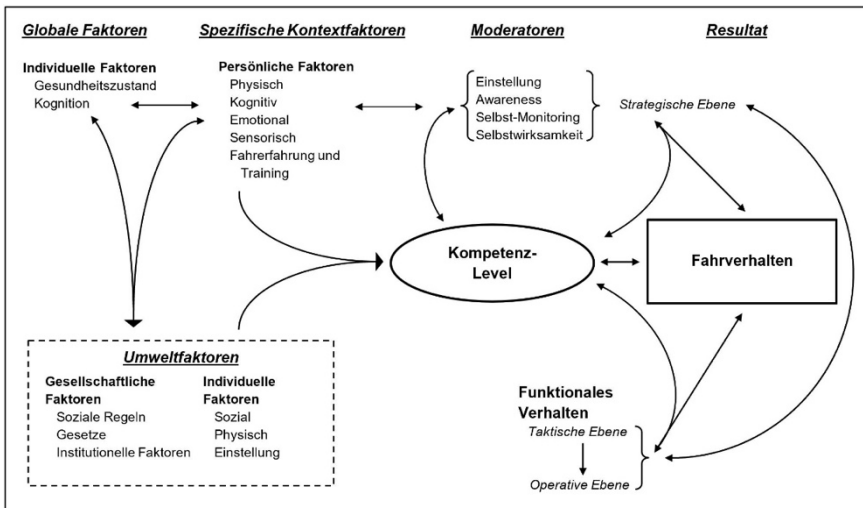 Globale Faktoren
Spezifische Kontextfaktoren
Moderatoren
Resultat
Individuelle Faktoren
Gesundheitszustand
Kognition
Persönliche Faktoren
Physisch
Kognitiv
Emotional
Sensorisch
Fahrerfahrung und
Training
Einstellung
Awareness
Selbst-Monitoring
Selbstwirksamkeit
Strategische Ebene
Kompetenz-
Level
Fahrverhalten
Umweltfaktoren
Gesellschaftliche
Faktoren
Soziale Regeln
Gesetze
Institutionelle Faktoren
Individuelle
Faktoren
Sozial
Physisch
Einstellung
Funktionales
Verhalten
Taktische Ebene
Operative Ebene